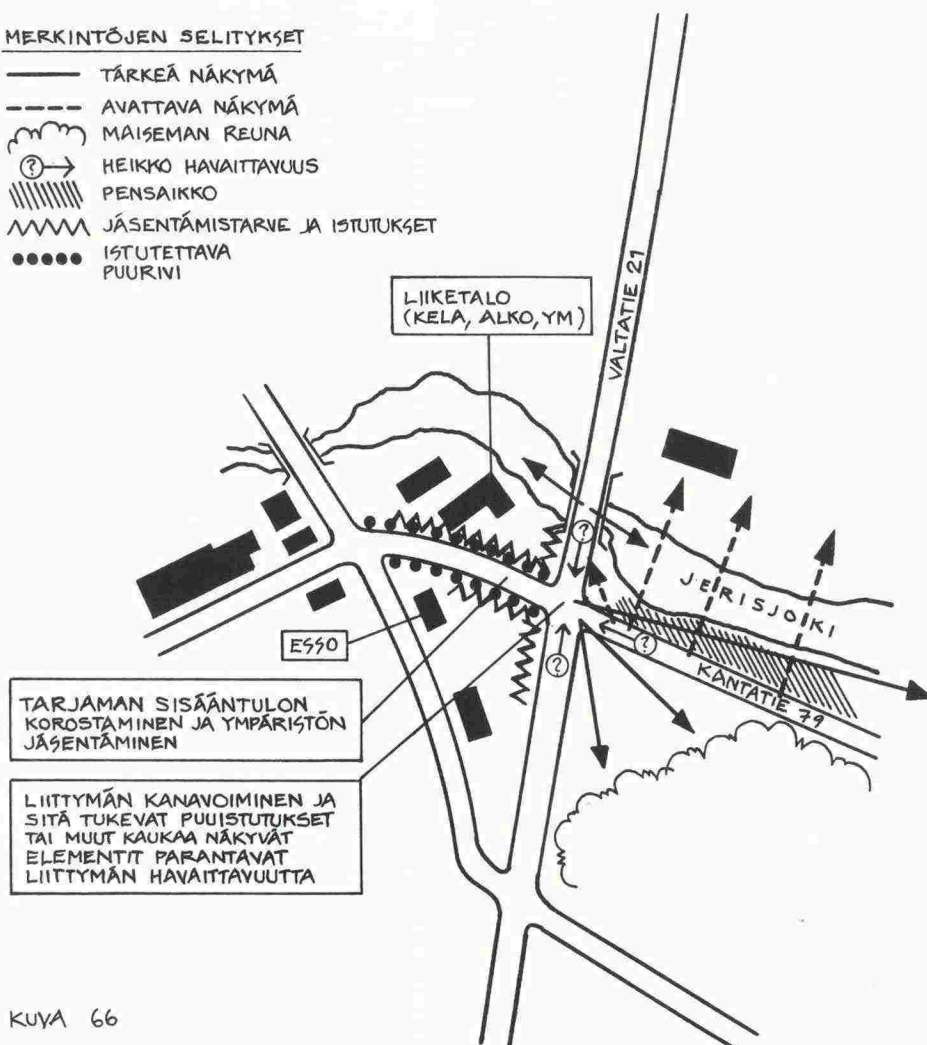 MERKINTÖJEN SELITYKSET
TÄRKEÄ NÄKYMÄ
AVATTAVA NÄKYMÄ
MAISEMAN REUNA
? HEIKKO HAVAITTAVUUS
PENSAIKKO
JÄSENTÄMISTARVE JA ISTUTUKSET
ISTUTETTAVA
PUURIVI
LIIKETALO
(KELA, ALKO, YM)
VALTATIE 21
?
JERISJOKI
?
?
KANTATIE 79
ESSO
TARJAMAN SISÄÄNTULON
KOROSTAMINEN JA YMPÄRISTÖN
JÄSENTÄMINEN
LIITTYMÄN KANAVOIMINEN JA
SITÄ TUKEVAT PUUISTUTUKSET
TAI MUUT KAUKAA NÄKYVÄT
ELEMENTIT PARANTAVAT
LIITTYMÄN HAVAITTAVUUTTA
KUVA 66